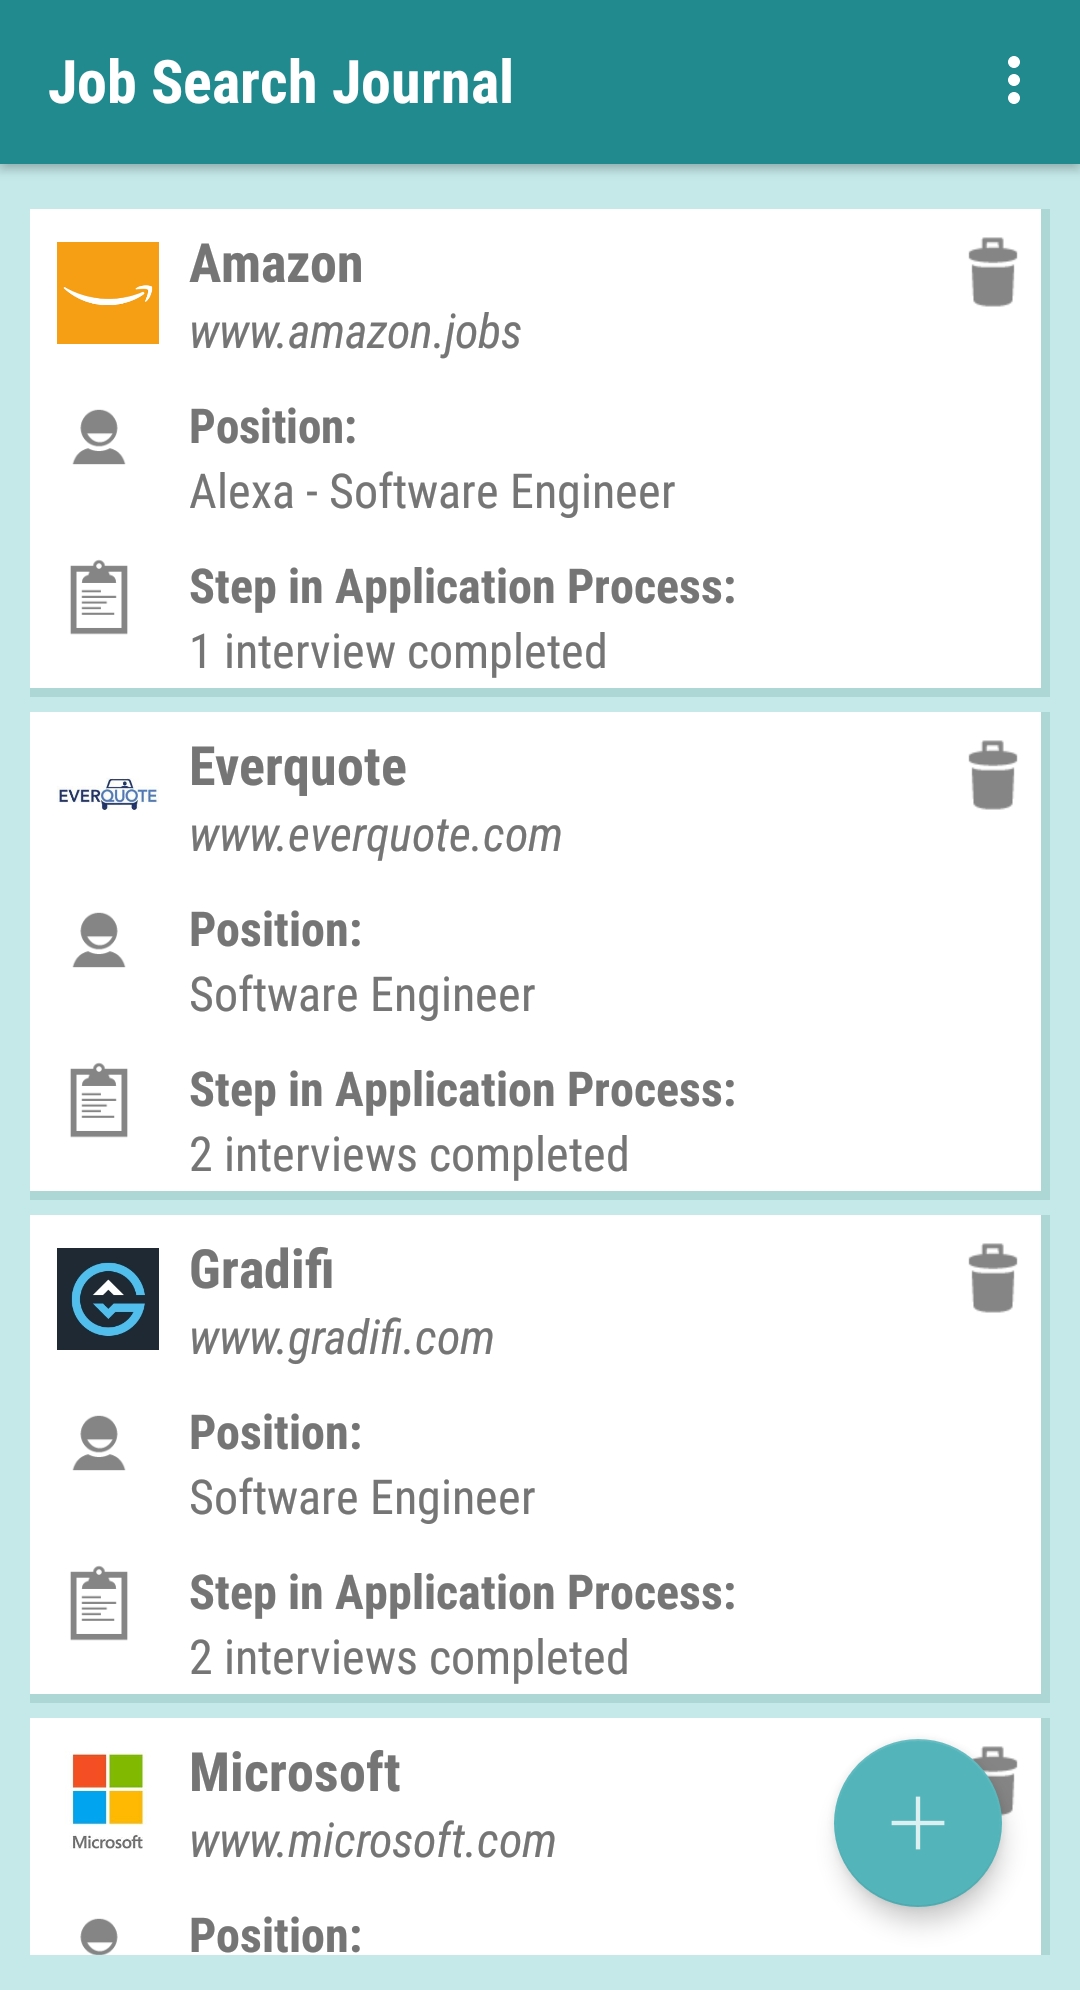 Job Search Journal
Amazon
www.amazon.jobs
Position:
Alexa - Software Engineer
Step in Application Process:
1 interview completed
EVERQUOTE
Everquote
www.everquote.com
Position:
Software Engineer
Step in Application Process:
2 interviews completed
Gradifi
www.gradifi.com
Position:
Software Engineer
Step in Application Process:
2 interviews completed
Microsoft
Microsoft
www.microsoft.com
Position: